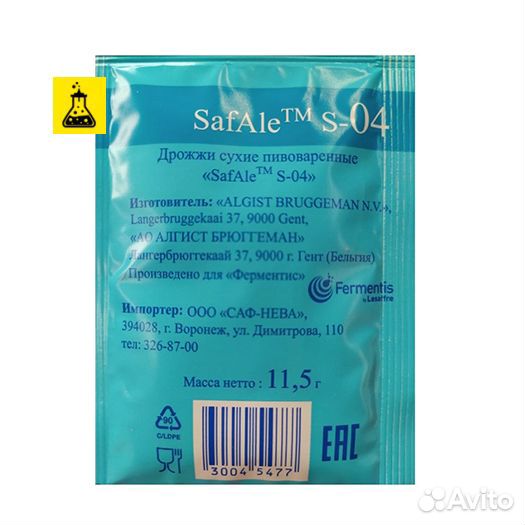 SafAle™ S-04
Дрожжи сухие пивоваренные
«SafAle™ S-04»
Изготовитель: «ALGIST BRUGGEMAN N.V.»,
Langerbruggekaai 37, 9000 Gent,
«АО АЛГИСТ БРЮГГЕМАН»
Лангербрюггекаай 37, 9000 г. Гент (Бельгия)
Произведено для «Ферментис»
Fermentis
by Lesaffre
Импортер: ООО «САФ-НЕВА»,
394028, г. Воронеж, ул. Димитрова, 110
тел: 326-87-00
Масса нетто : 11,5 г
90
C/LDPE
3004 5477
EAC
Avito